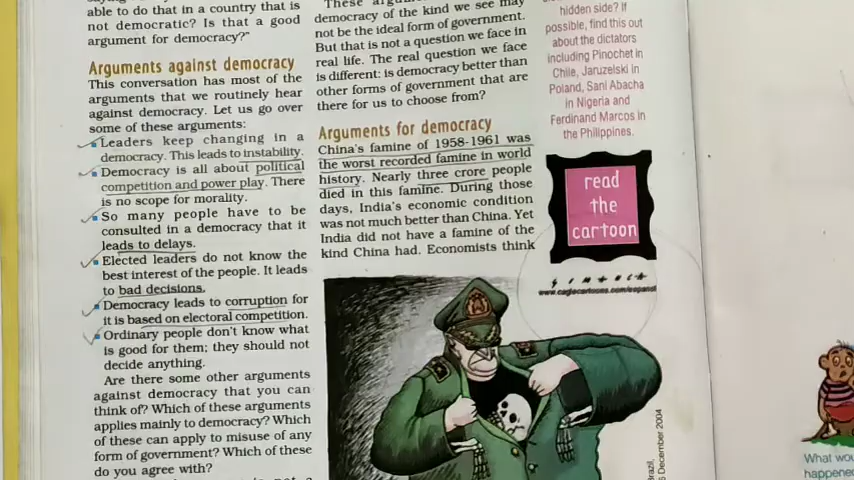 able to do that in a country that is
not democratic? Is that a good
argument for democracy?"
Arguments against democracy
This conversation has most of the
arguments that we routinely hear
against democracy. Let us go over
some of these arguments:
Leaders keep changing in a
democracy. This leads to instability.
Democracy is all about political
competition and power play. There
is no scope for morality.
So many people have to be
consulted in a democracy that it
leads to delays.
Elected leaders do not know the
best interest of the people. It leads
to bad decisions.
Democracy leads to corruption for
it is based on electoral competition.
Ordinary people don't know what
is good for them; they should not
decide anything.
Are there some other arguments
against democracy that you can
think of? Which of these arguments
applies mainly to democracy? Which
of these can apply to misuse of any
form of government? Which of these
do you agree with?
democracy of the kind we see may
not be the ideal form of government.
But that is not a question we face in
real life. The real question we face
is different: is democracy better than
other forms of government that are
there for us to choose from?
Arguments for democracy
China's famine of 1958-1961 was
the worst recorded famine in world
history. Nearly three crore people
died in this famine. During those
days, India's economic condition
was not much better than China. Yet
India did not have a famine of the
kind China had. Economists think
hidden side? If
possible, find this out
about the dictators
including Pinochet in
Chile, Jaruzelski in
Poland, Sani Abacha
in Nigeria and
Ferdinand Marcos in
the Philippines.
read
the
cartoon
www.caglecartoons.com/espanol
Brazil,
December 2004
What wou
happened